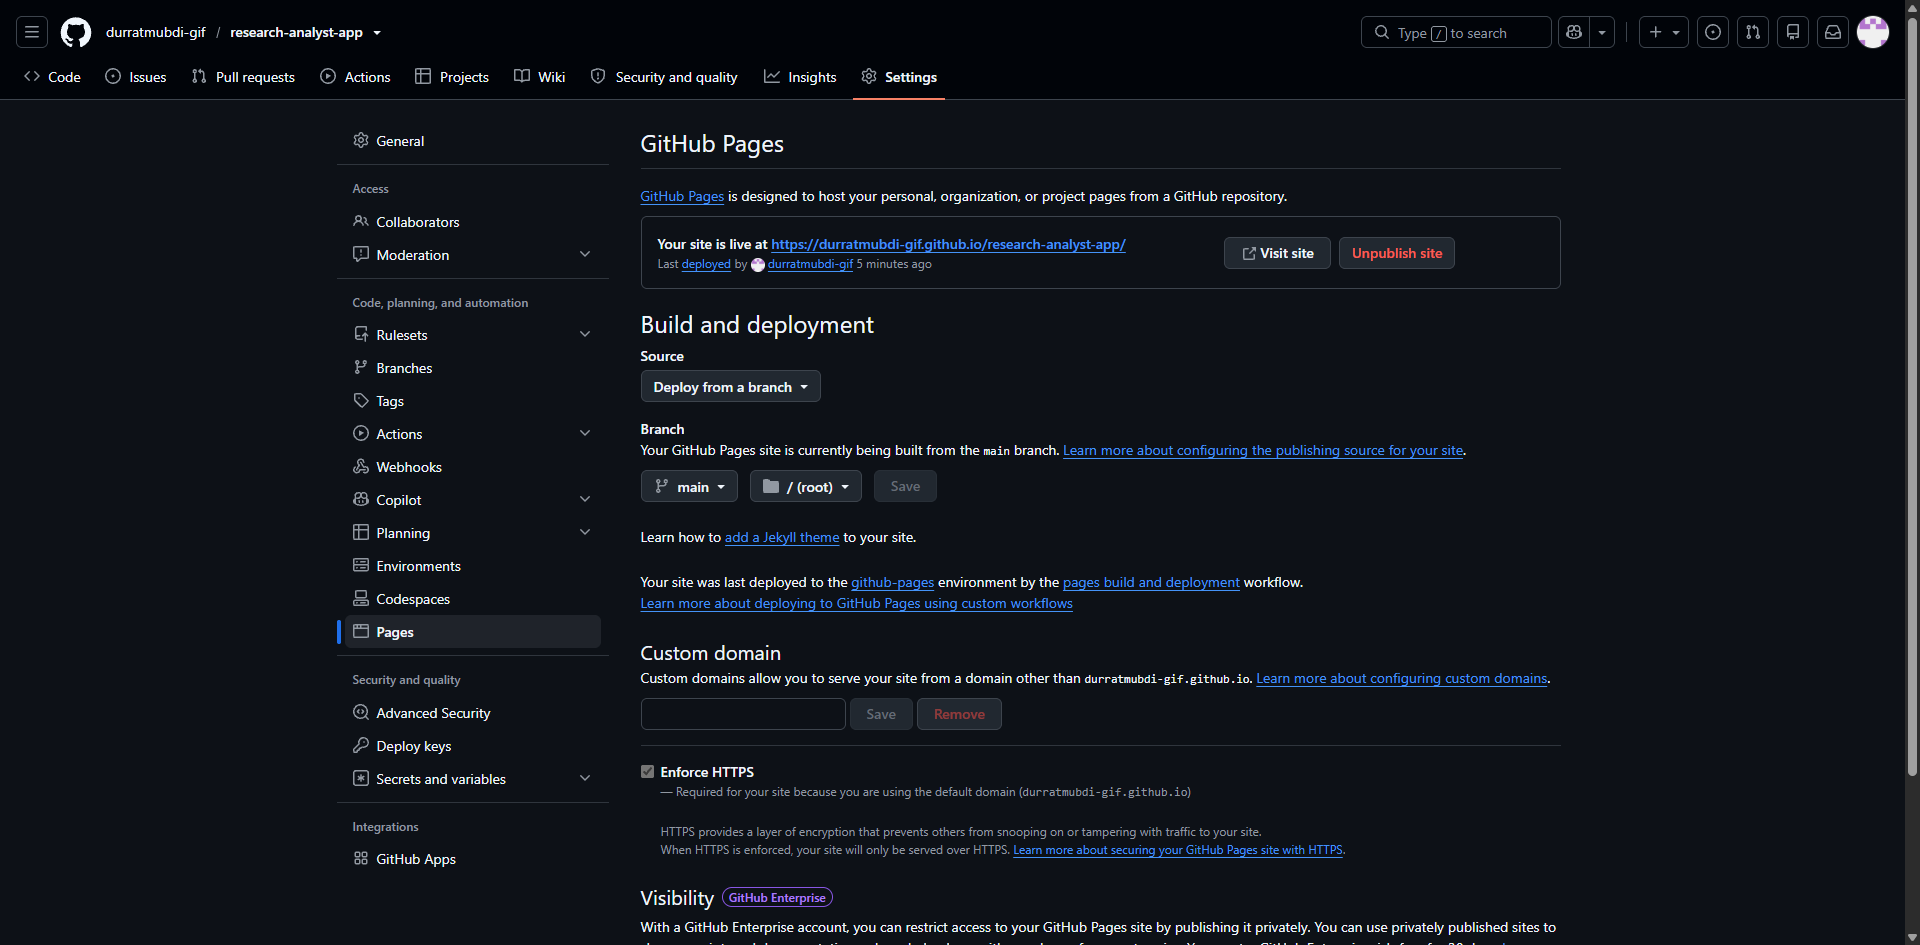 durratmubdi-gif / research-analyst-app
Type / to search
Code Issues Pull requests Actions Projects Wiki Security and quality Insights Settings
General
Access
Collaborators
Moderation
Code, planning, and automation
Rulesets
Branches
Tags
Actions
Webhooks
Copilot
Planning
Environments
Codespaces
Pages
Security and quality
Advanced Security
Deploy keys
Secrets and variables
Integrations
GitHub Apps
GitHub Pages
GitHub Pages is designed to host your personal, organization, or project pages from a GitHub repository.
Your site is live at https://durratmubdi-gif.github.io/research-analyst-app/
Last deployed by durratmubdi-gif 5 minutes ago
Visit site Unpublish site
Build and deployment
Source
Deploy from a branch
Branch
Your GitHub Pages site is currently being built from the main branch. Learn more about configuring the publishing source for your site.
main / (root) Save
Learn how to add a Jekyll theme to your site.
Your site was last deployed to the github-pages environment by the pages build and deployment workflow.
Learn more about deploying to GitHub Pages using custom workflows
Custom domain
Custom domains allow you to serve your site from a domain other than durratmubdi-gif.github.io. Learn more about configuring custom domains.
Save Remove
Enforce HTTPS
— Required for your site because you are using the default domain (durratmubdi-gif.github.io)
HTTPS provides a layer of encryption that prevents others from snooping on or tampering with traffic to your site.
When HTTPS is enforced, your site will only be served over HTTPS. Learn more about securing your GitHub Pages site with HTTPS.
Visibility GitHub Enterprise
With a GitHub Enterprise account, you can restrict access to your GitHub Pages site by publishing it privately. You can use privately published sites to